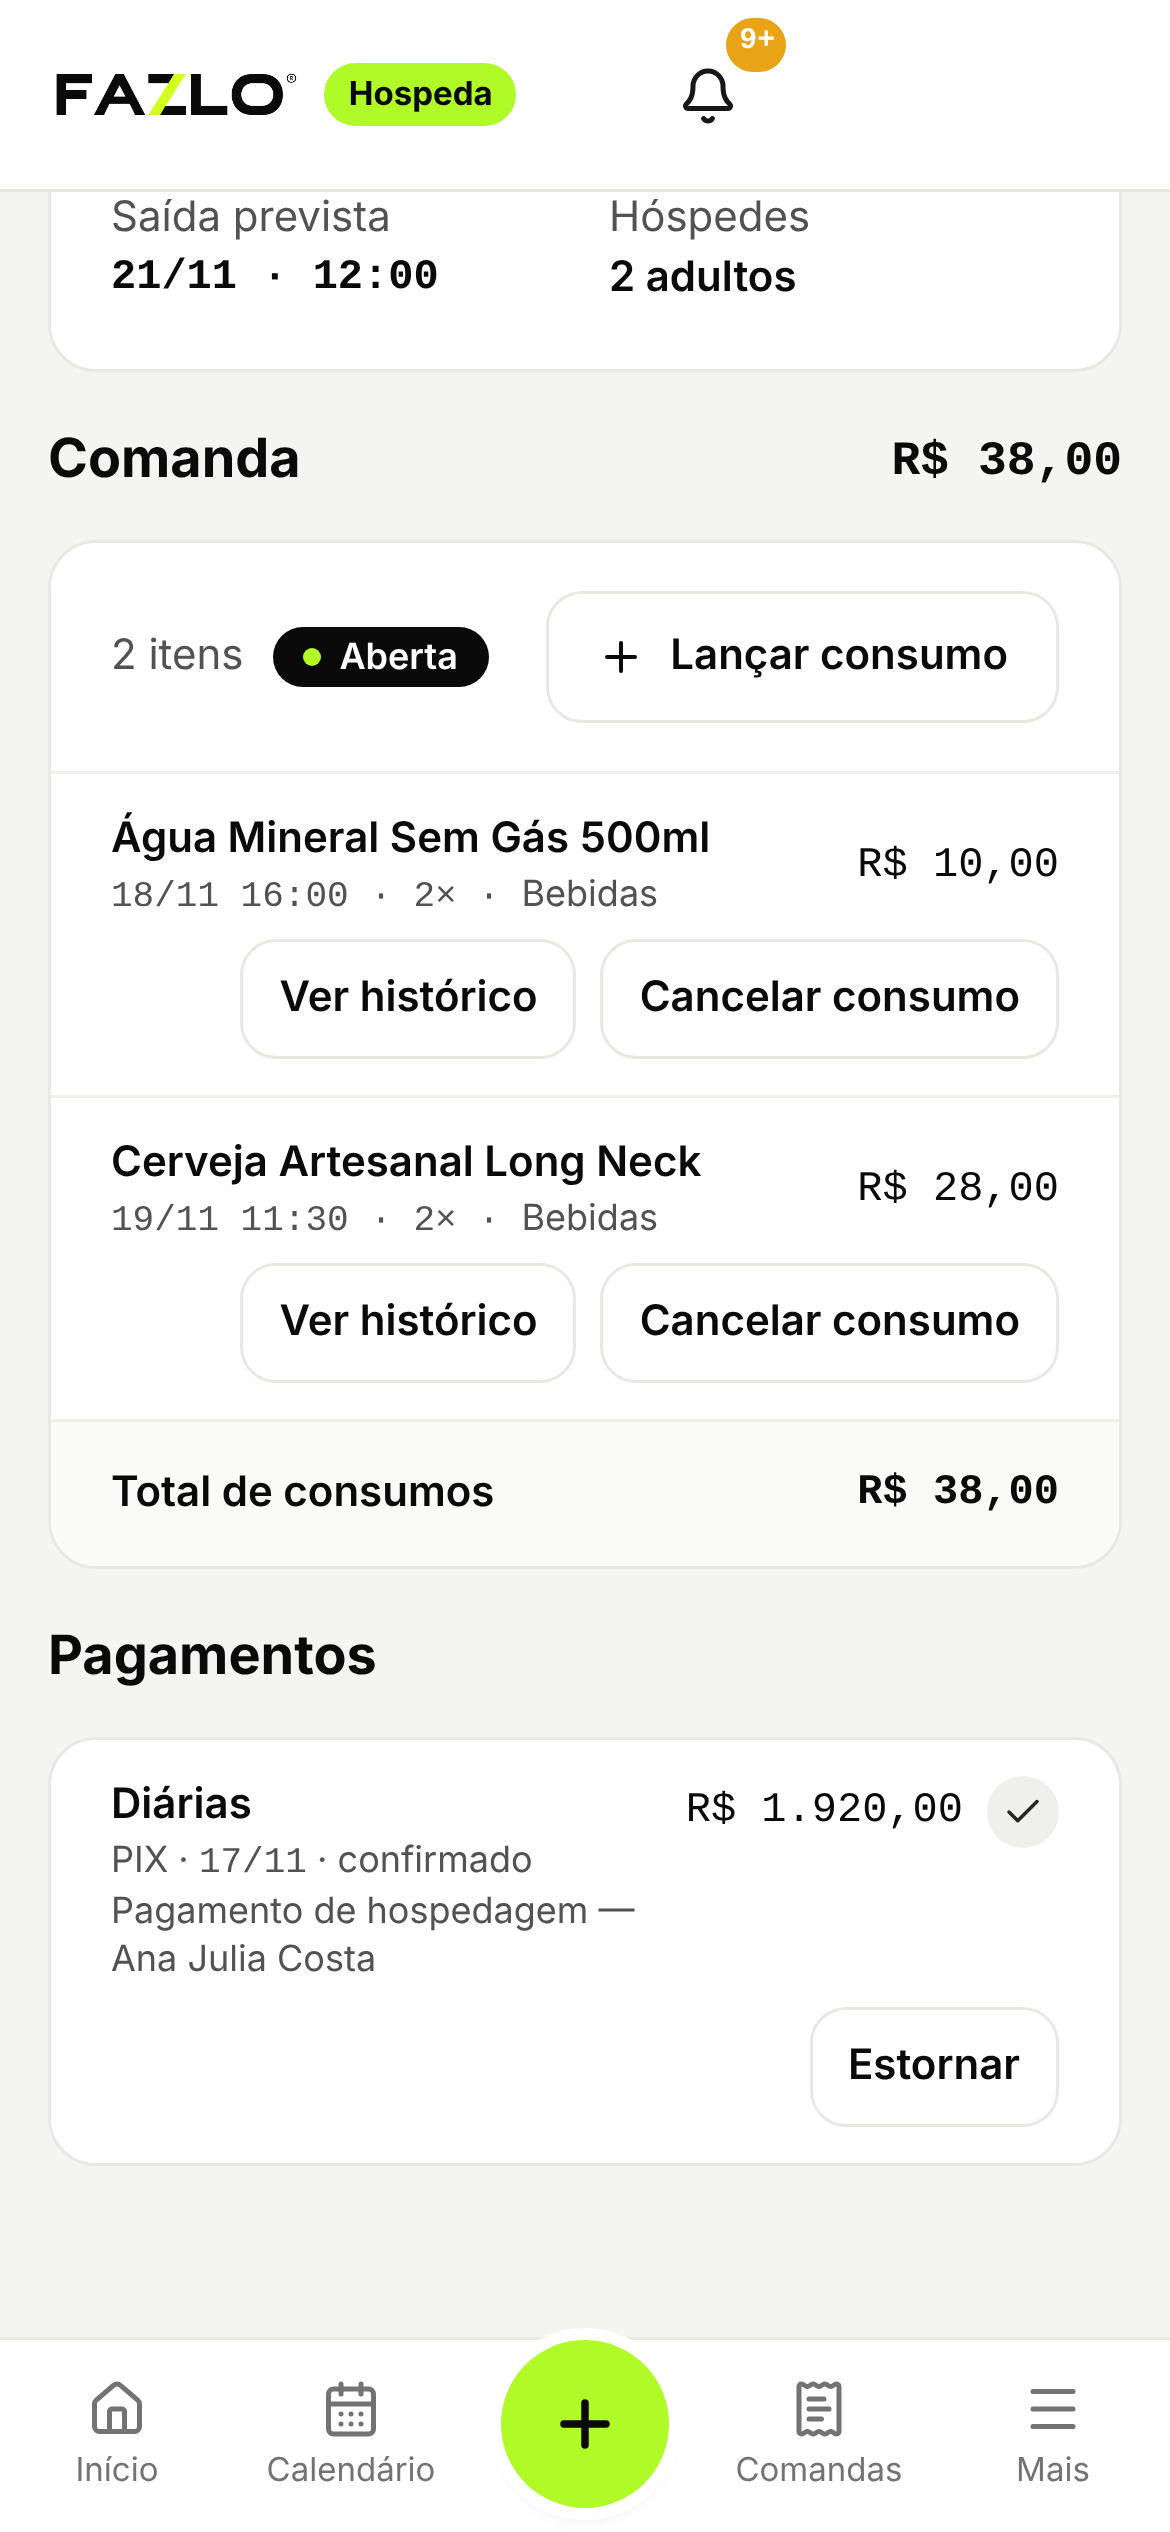 FAZLO® Hospeda 9+
Saída prevista Hóspedes
21/11 · 12:00 2 adultos
Comanda R$ 38,00
2 itens Aberta + Lançar consumo
Água Mineral Sem Gás 500ml R$ 10,00
18/11 16:00 · 2× · Bebidas
Ver histórico Cancelar consumo
Cerveja Artesanal Long Neck R$ 28,00
19/11 11:30 · 2× · Bebidas
Ver histórico Cancelar consumo
Total de consumos R$ 38,00
Pagamentos
Diárias R$ 1.920,00
PIX · 17/11 · confirmado
Pagamento de hospedagem —
Ana Julia Costa
Estornar
Início Calendário Comandas Mais